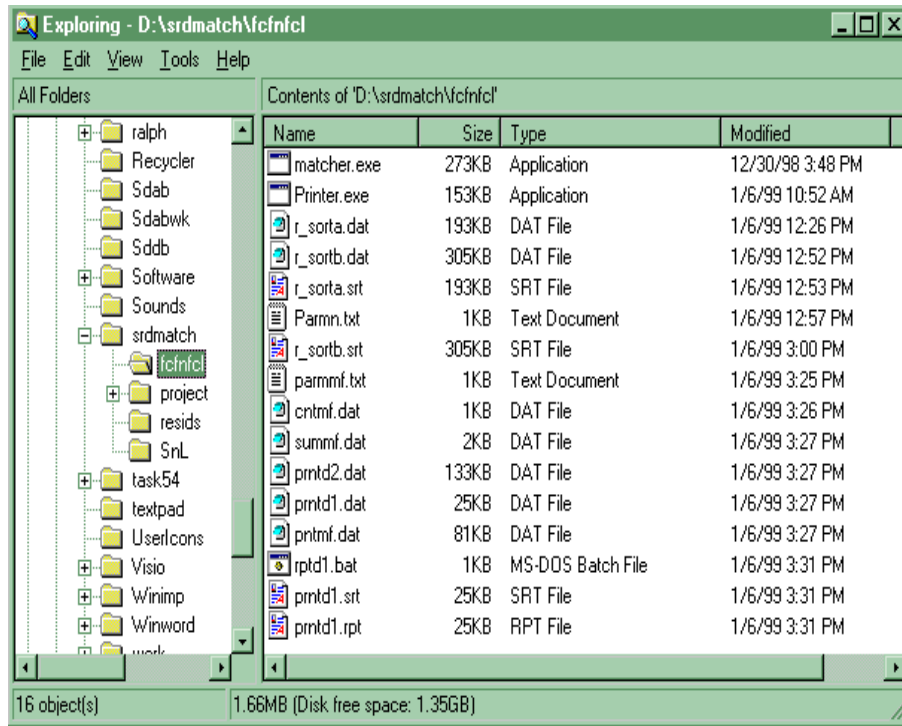 Exploring - D:\srdmatch\fcfnfcl
File Edit View Tools Help
All Folders
Contents of 'D:\srdmatch\fcfnfcl'
ralph
Recycler
Sdab
Sdabwk
Sddb
Software
Sounds
srdmatch
fcfnfcl
project
resids
SnL
task54
textpad
UserIcons
Visio
Winimp
Winword
work
Name Size Type Modified
matcher.exe 273KB Application 12/30/98 3:48 PM
Printer.exe 153KB Application 1/6/99 10:52 AM
r_sorta.dat 193KB DAT File 1/6/99 12:26 PM
r_sortb.dat 305KB DAT File 1/6/99 12:52 PM
r_sorta.srt 193KB SRT File 1/6/99 12:53 PM
Parmn.txt 1KB Text Document 1/6/99 12:57 PM
r_sortb.srt 305KB SRT File 1/6/99 3:00 PM
parmmf.txt 1KB Text Document 1/6/99 3:25 PM
cntmf.dat 1KB DAT File 1/6/99 3:26 PM
summf.dat 2KB DAT File 1/6/99 3:27 PM
prntd2.dat 133KB DAT File 1/6/99 3:27 PM
prntd1.dat 25KB DAT File 1/6/99 3:27 PM
pntmf.dat 81KB DAT File 1/6/99 3:27 PM
rptd1.bat 1KB MS-DOS Batch File 1/6/99 3:31 PM
prntd1.srt 25KB SRT File 1/6/99 3:31 PM
prntd1.rpt 25KB RPT File 1/6/99 3:31 PM
16 object(s)
1.66MB (Disk free space: 1.35GB)